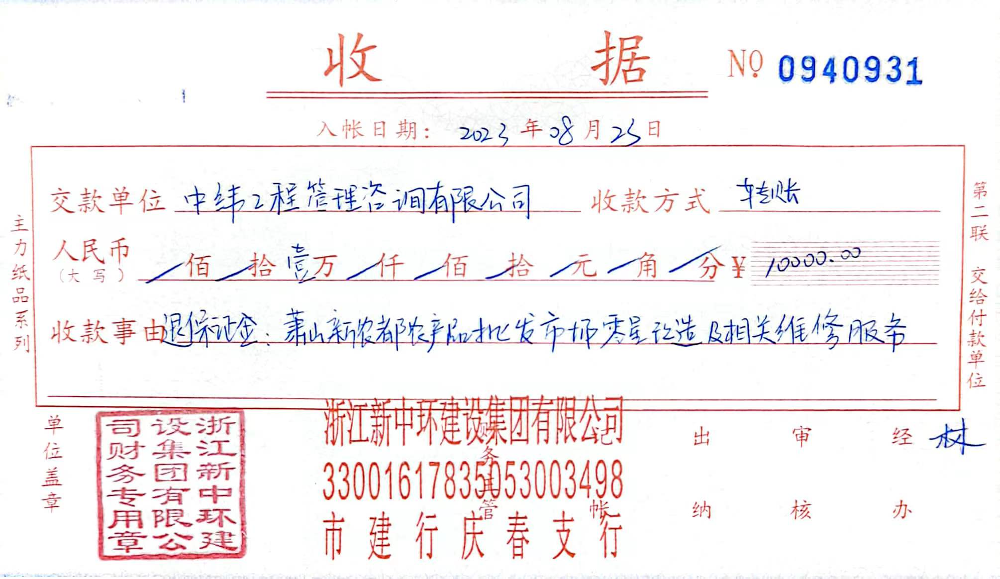 收据 NO 0940931
入帐日期： 2023 年 08 月 25 日
交款单位 中纬工程管理咨询有限公司 收款方式 转账
人民币（大写） / 佰 / 拾 壹 万 / 仟 / 佰 / 拾 / 元 / 角 / 分 ¥ 10000.00
收款事由 退保证金：萧山新农都农产品批发市场零星改造及相关维修服务
主力纸品系列
第二联 交给付款单位
单位盖章
浙江新中环建设集团有限公司财务专用章
浙江新中环建设集团有限公司
33001617835053003498
市建行庆春支行
财务主管
记帐
出纳
审核
经办 林